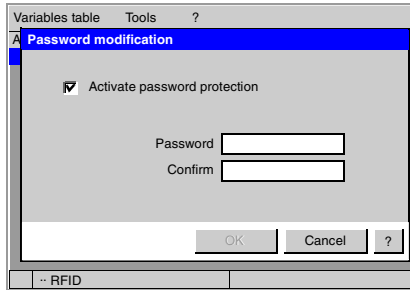 Variables table Tools ?
A
Password modification
Activate password protection
Password
Confirm
OK Cancel ?
·· RFID